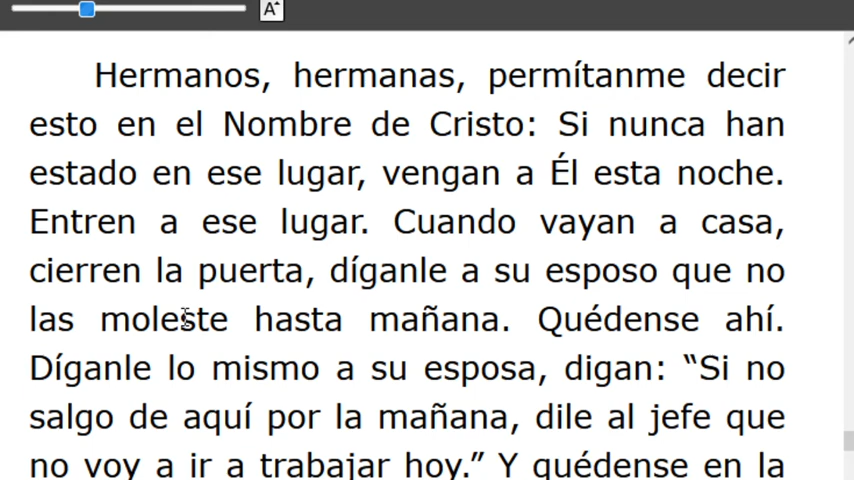 A
Hermanos, hermanas, permítanme decir
esto en el Nombre de Cristo: Si nunca han
estado en ese lugar, vengan a Él esta noche.
Entren a ese lugar. Cuando vayan a casa,
cierren la puerta, díganle a su esposo que no
las moleste hasta mañana. Quédense ahí.
Díganle lo mismo a su esposa, digan: “Si no
salgo de aquí por la mañana, dile al jefe que
no voy a ir a trabajar hoy.” Y quédense en la